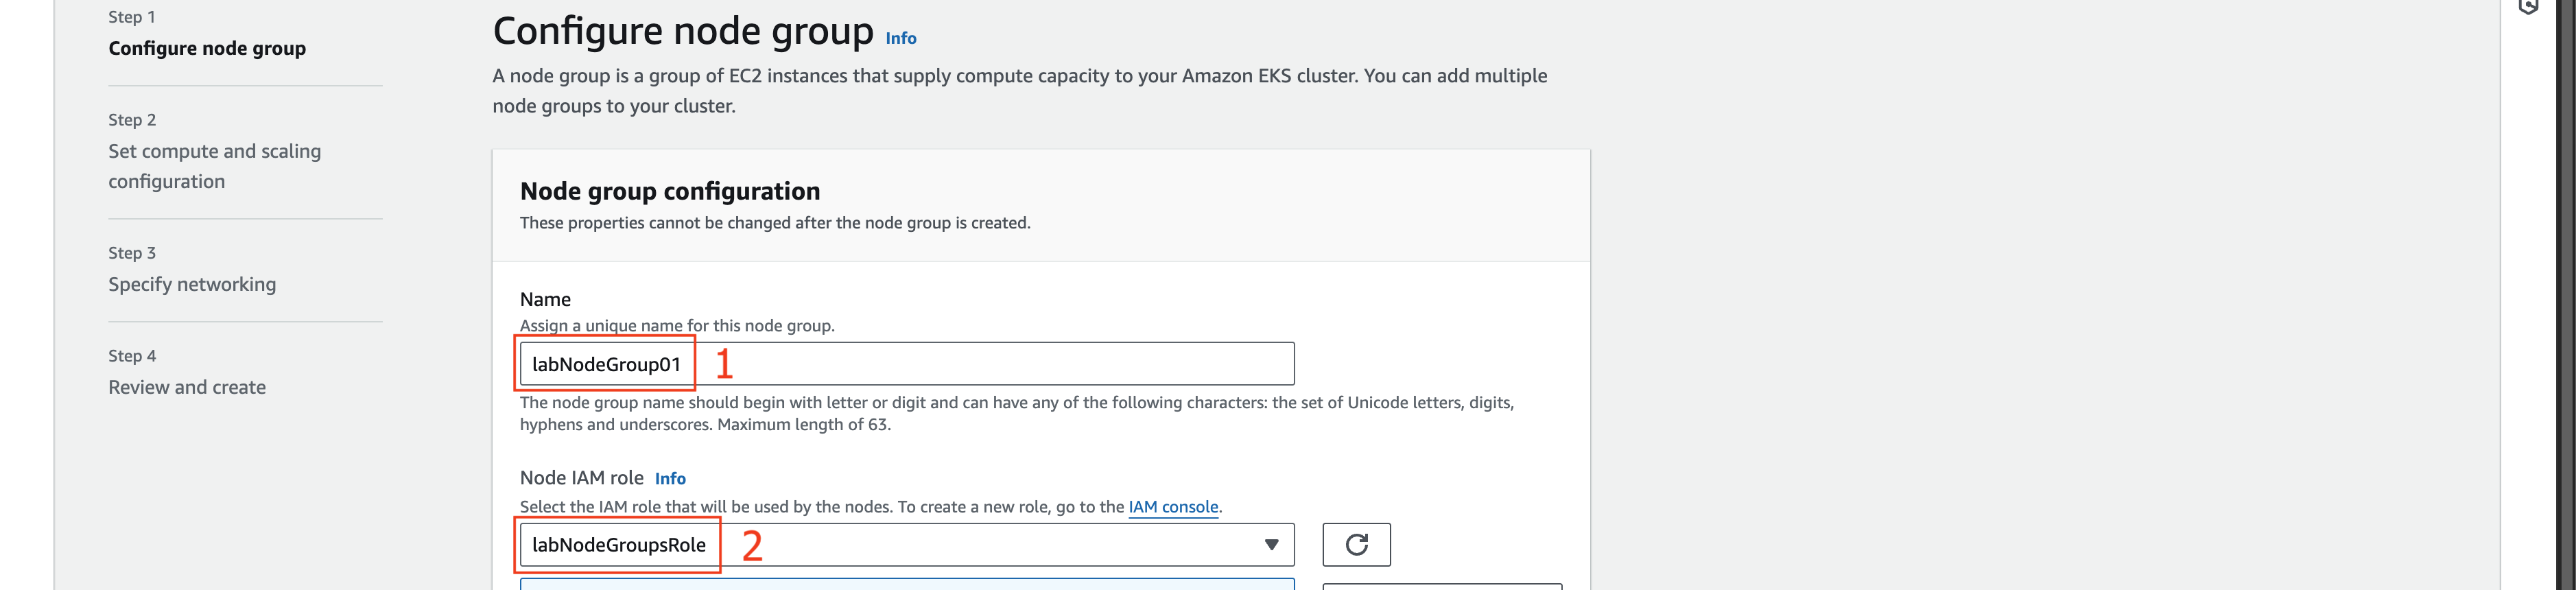 Step 1
Configure node group
Step 2
Set compute and scaling
configuration
Step 3
Specify networking
Step 4
Review and create
Configure node group Info
A node group is a group of EC2 instances that supply compute capacity to your Amazon EKS cluster. You can add multiple
node groups to your cluster.
Node group configuration
These properties cannot be changed after the node group is created.
Name
Assign a unique name for this node group.
labNodeGroup01 1
The node group name should begin with letter or digit and can have any of the following characters: the set of Unicode letters, digits,
hyphens and underscores. Maximum length of 63.
Node IAM role Info
Select the IAM role that will be used by the nodes. To create a new role, go to the IAM console.
labNodeGroupsRole 2